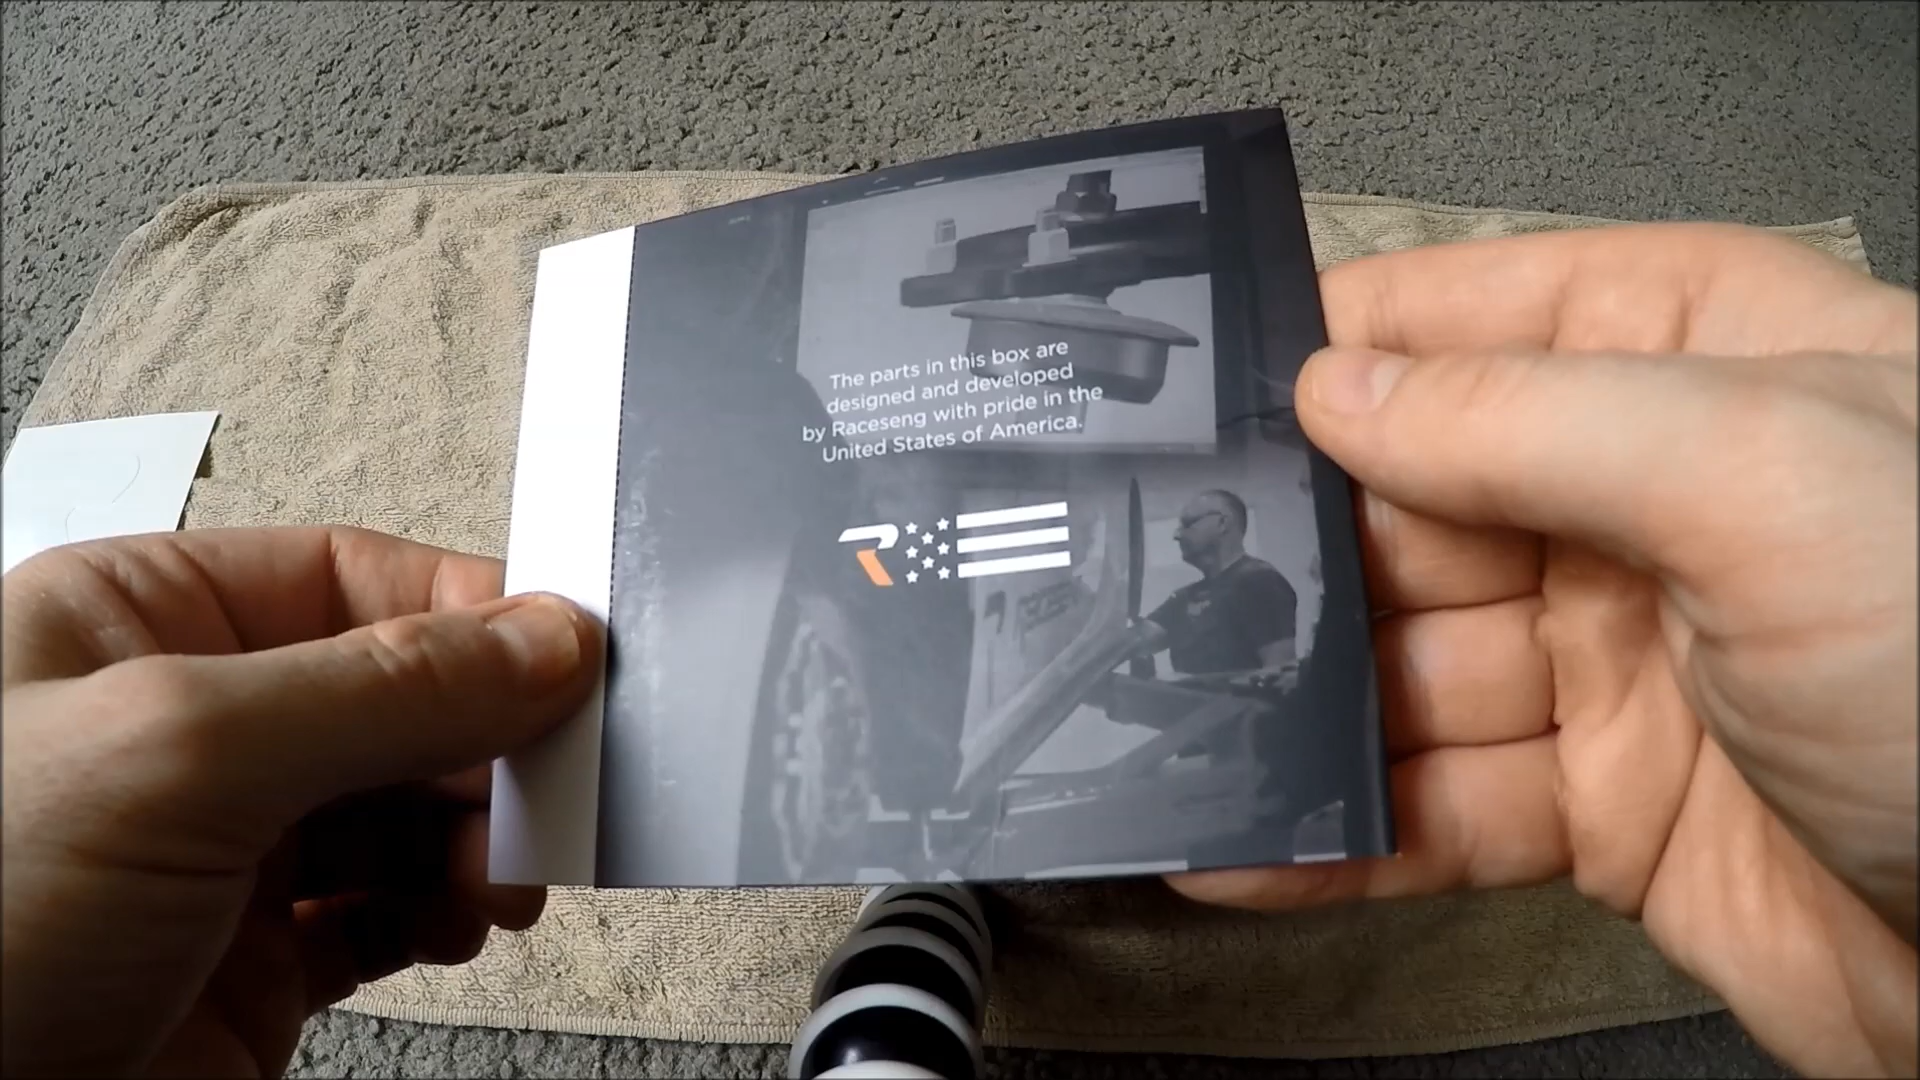 The parts in this box are
designed and developed
by Raceseng with pride in the
United States of America.